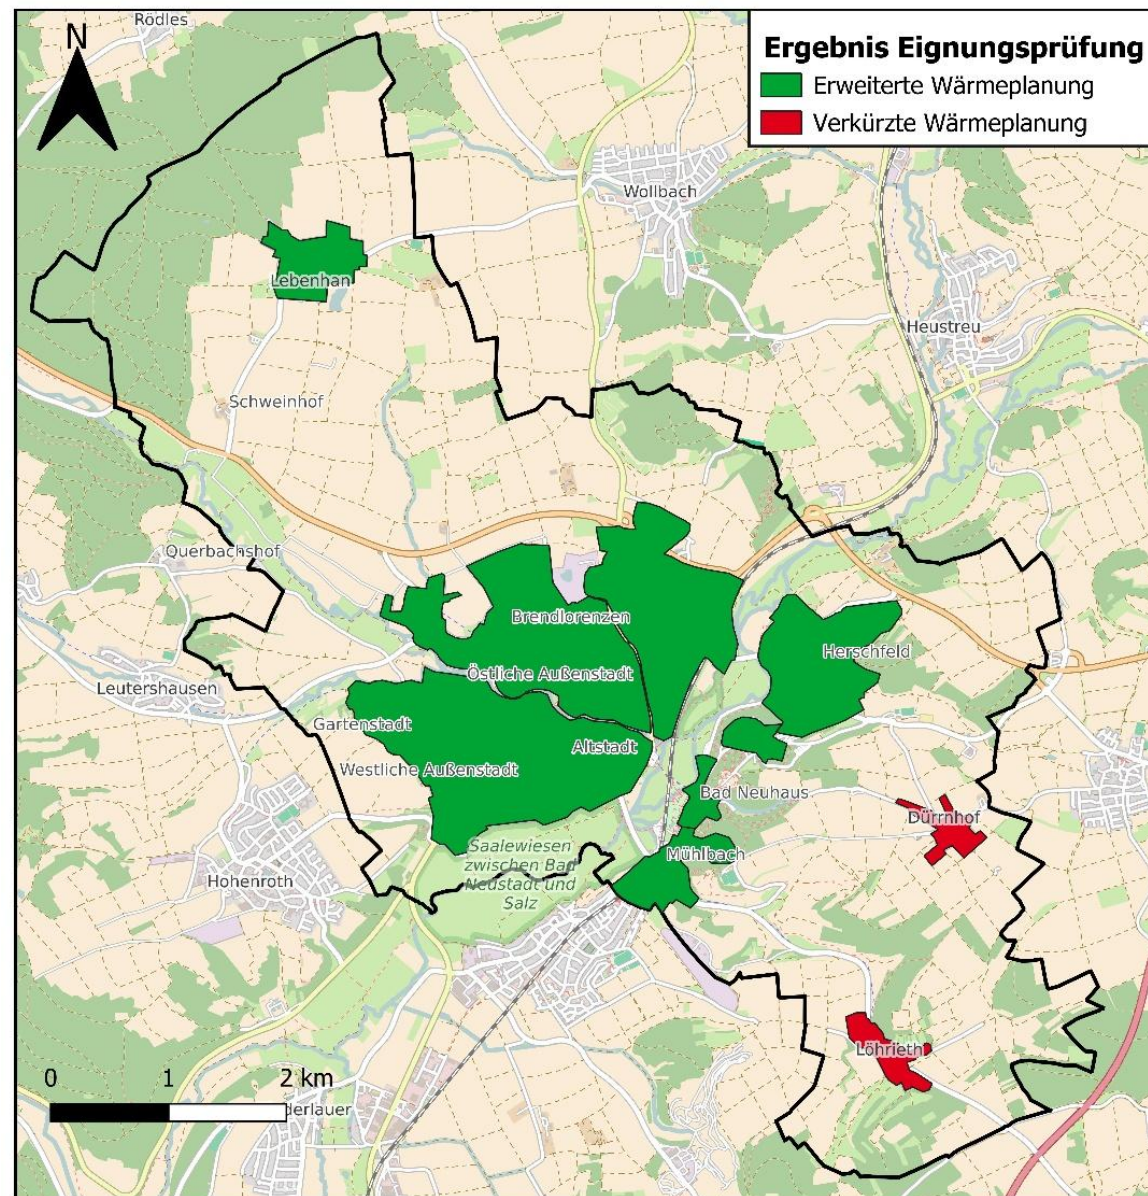 Rödles
N
Ergebnis Eignungsprüfung
Erweiterte Wärmeplanung
Verkürzte Wärmeplanung
Wollbach
Lebenhan
Heustreu
Schweinhof
Querbachshof
Brendlorenzen
Herschfeld
Östliche Außenstadt
Leutershausen
Gartenstadt
Altstadt
Westliche Außenstadt
Bad Neuhaus
Dürrnhof
Mühlbach
Saalewiesen
zwischen Bad
Neustadt und
Salz
Hohenroth
Löhrieth
0 1 2 km
derlauer